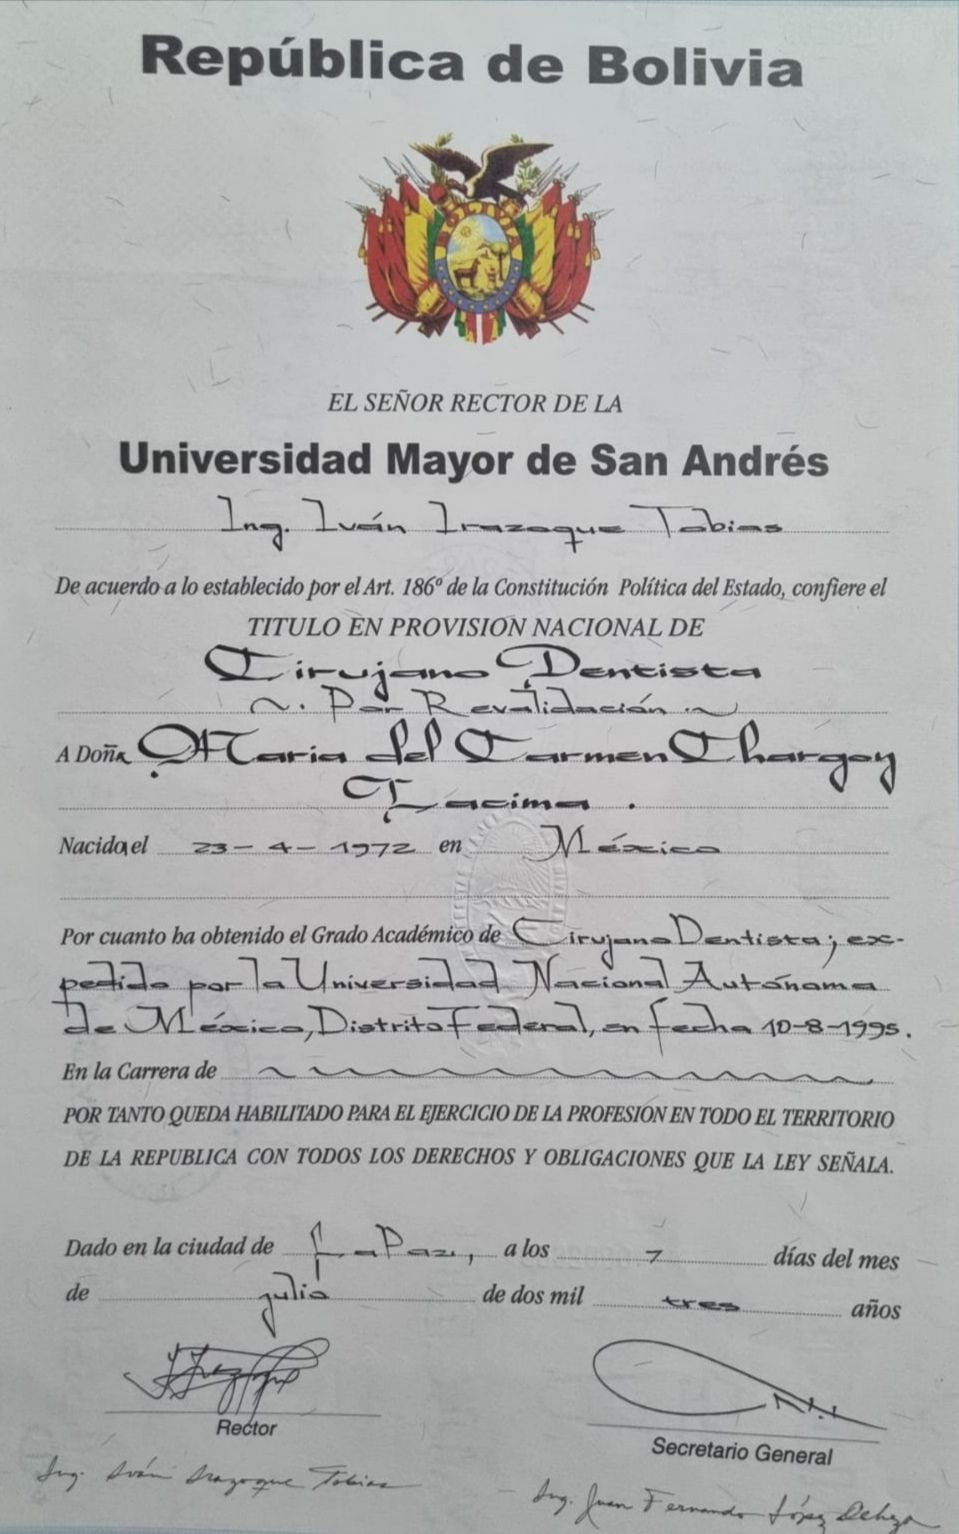 República de Bolivia
BOLIVIA
EL SEÑOR RECTOR DE LA
Universidad Mayor de San Andrés
Ing. Iván Irazoque Tobias
De acuerdo a lo establecido por el Art. 186º de la Constitución Política del Estado, confiere el
TITULO EN PROVISION NACIONAL DE
Cirujano Dentista
~. Por Revalidación .~
A Doña María del Carmen Chargoy
Lacima .
Nacida el 23-4-1972 en México
Por cuanto ha obtenido el Grado Académico de Cirujano Dentista; ex-
pedido por la Universidad Nacional Autónoma
de México, Distrito Federal, en fecha 10-8-1995.
En la Carrera de
POR TANTO QUEDA HABILITADO PARA EL EJERCICIO DE LA PROFESION EN TODO EL TERRITORIO
DE LA REPUBLICA CON TODOS LOS DERECHOS Y OBLIGACIONES QUE LA LEY SEÑALA.
Dado en la ciudad de La Paz, a los 7 días del mes
de julio de dos mil tres años
Rector
Secretario General
Ing. Iván Irazoque Tobias
Ing. Juan Fernando López